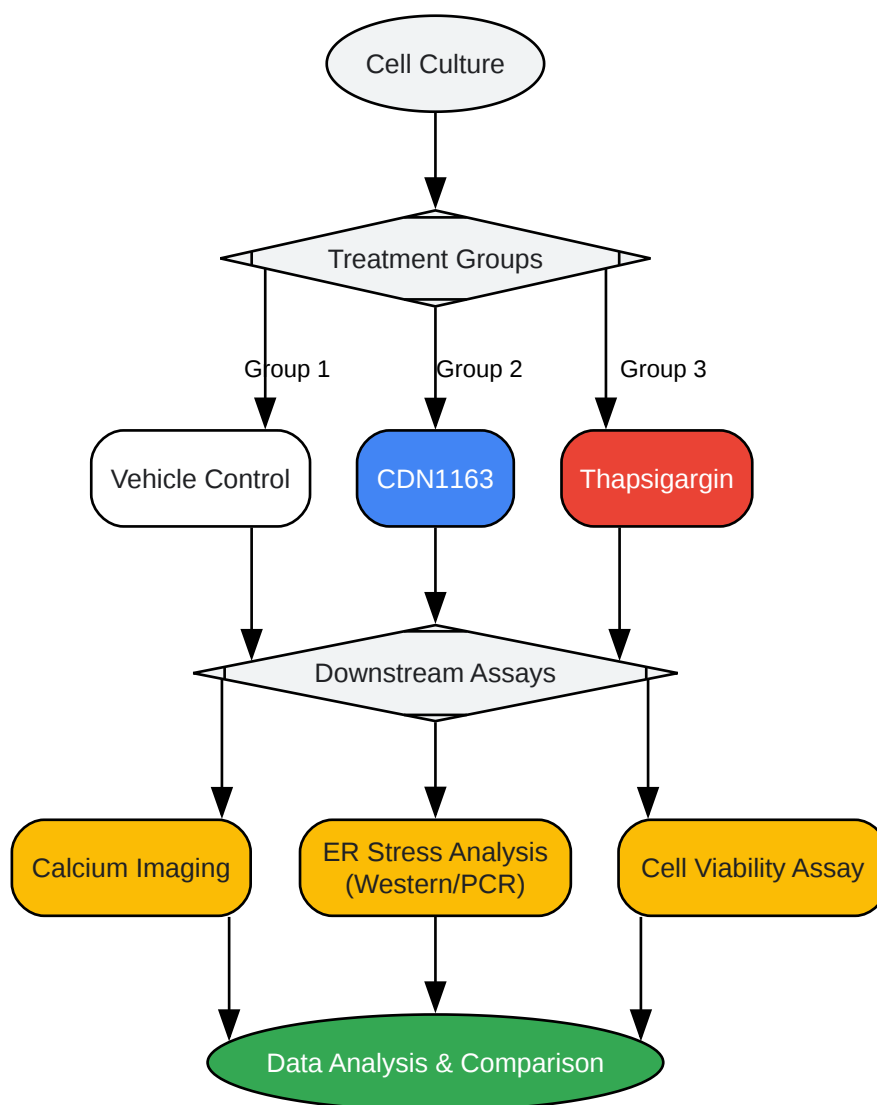 Cell Culture
Treatment Groups
Group 1
Group 2
Group 3
Vehicle Control
CDN1163
Thapsigargin
Downstream Assays
Calcium Imaging
ER Stress Analysis
(Western/PCR)
Cell Viability Assay
Data Analysis & Comparison